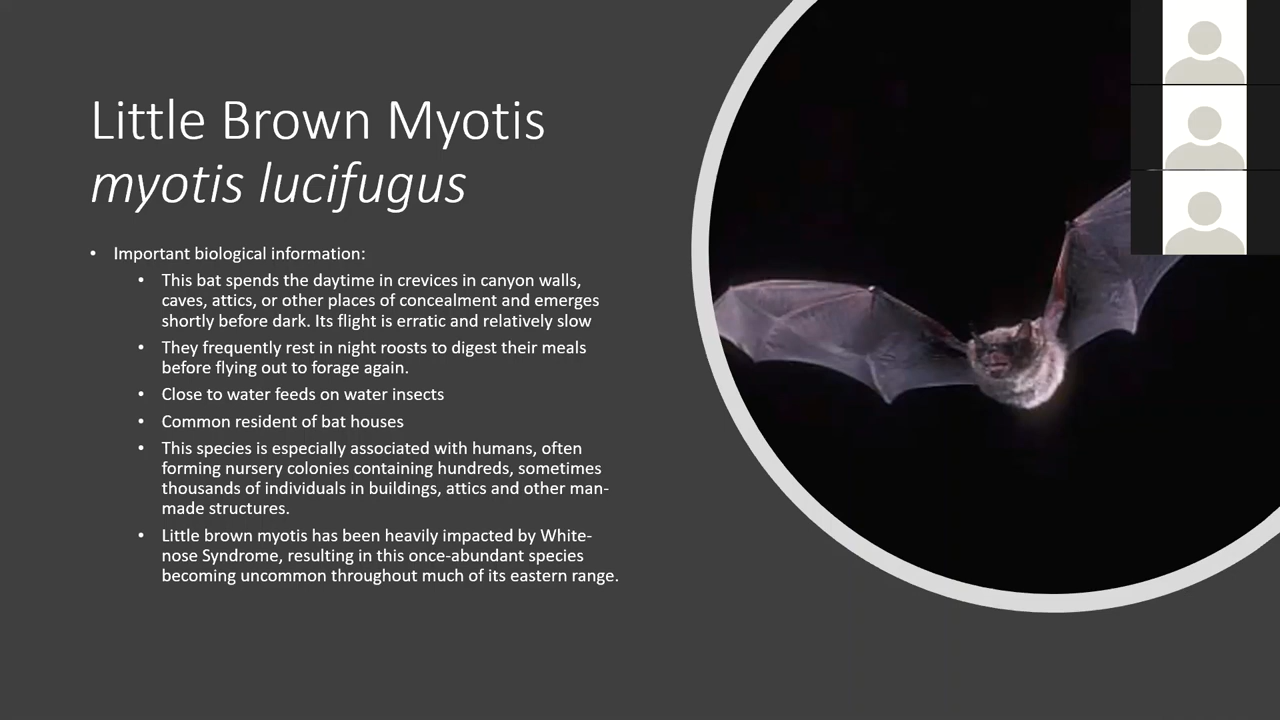 Little Brown Myotis
myotis lucifugus
• Important biological information:
• This bat spends the daytime in crevices in canyon walls,
caves, attics, or other places of concealment and emerges
shortly before dark. Its flight is erratic and relatively slow
• They frequently rest in night roosts to digest their meals
before flying out to forage again.
• Close to water feeds on water insects
• Common resident of bat houses
• This species is especially associated with humans, often
forming nursery colonies containing hundreds, sometimes
thousands of individuals in buildings, attics and other man-
made structures.
• Little brown myotis has been heavily impacted by White-
nose Syndrome, resulting in this once-abundant species
becoming uncommon throughout much of its eastern range.